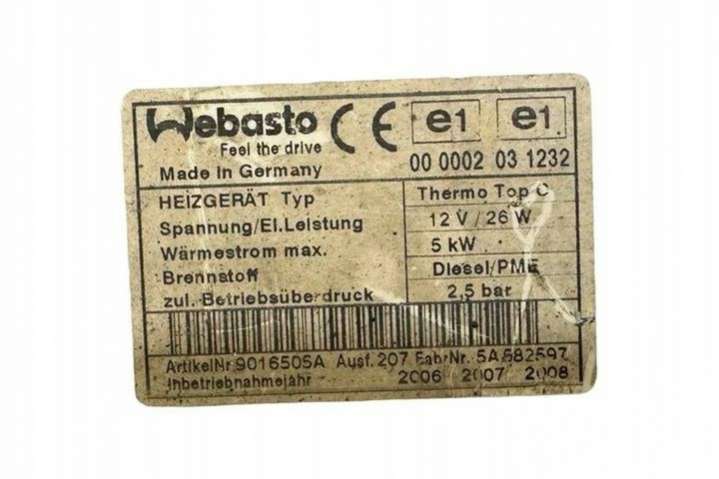 Webasto
Feel the drive
e1 e1
Made In Germany
00 0002 03 1232
HEIZGERÄT Typ Thermo Top C
Spannung/El.Leistung 12 V / 26 W
Wärmestrom max. 5 kW
Brennstoff Diesel/PME
zul. Betriebsüberdruck 2,5 bar
ArtikelNr. 9016505A Ausf. 207 Fabr.Nr. 5A682597
Inbetriebnahmejahr 2006 2007 2008